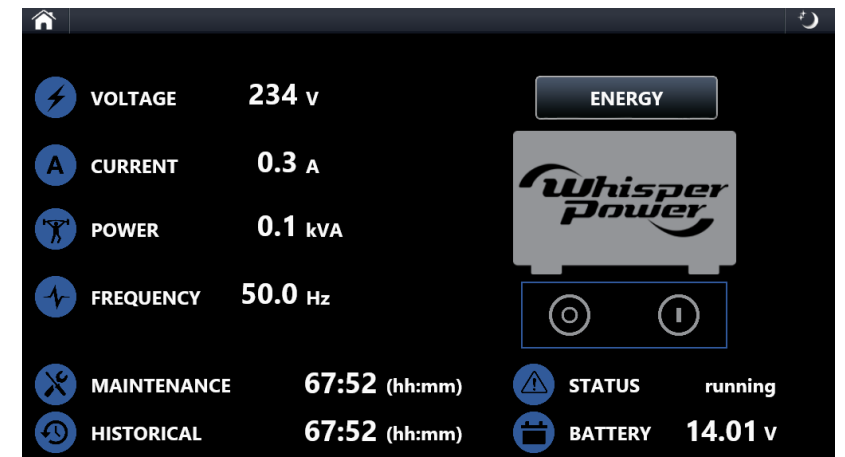 VOLTAGE 234 V
ENERGY
CURRENT 0.3 A
Whisper
Power
POWER 0.1 kVA
FREQUENCY 50.0 Hz
MAINTENANCE 67:52 (hh:mm)
STATUS running
HISTORICAL 67:52 (hh:mm)
BATTERY 14.01 V